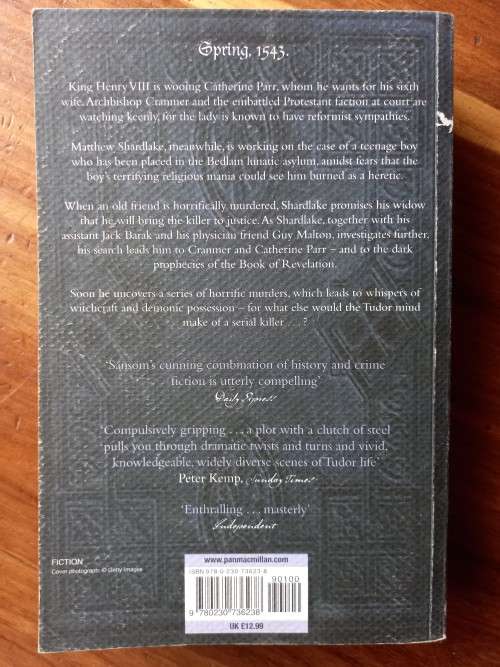 Spring, 1543.
King Henry VIII is wooing Catherine Parr, whom he wants for his sixth
wife. Archbishop Cranmer and the embattled Protestant faction at court are
watching keenly, for the lady is known to have reformist sympathies.
Matthew Shardlake, meanwhile, is working on the case of a teenage boy
who has been placed in the Bedlam lunatic asylum, amidst fears that the
boy's terrifying religious mania could see him burned as a heretic.
When an old friend is horrifically murdered, Shardlake promises his widow
that he will bring the killer to justice. As Shardlake, together with his
assistant Jack Barak and his physician friend Guy Malton, investigates further,
his search leads him to Cranmer and Catherine Parr – and to the dark
prophecies of the Book of Revelation.
Soon he uncovers a series of horrific murders, which leads to whispers of
witchcraft and demonic possession – for what else would the Tudor mind
make of a serial killer . . . ?
'Sansom's cunning combination of history and crime
fiction is utterly compelling'
Daily Express
'Compulsively gripping . . . a plot with a clutch of steel
pulls you through dramatic twists and turns and vivid,
knowledgeable, widely diverse scenes of Tudor life'
Peter Kemp, Sunday Times
'Enthralling . . . masterly'
Independent
FICTION
Cover photograph: © Getty Images
www.panmacmillan.com
ISBN 978-0-230-73623-8
90100
9 780230 736238
UK £12.99